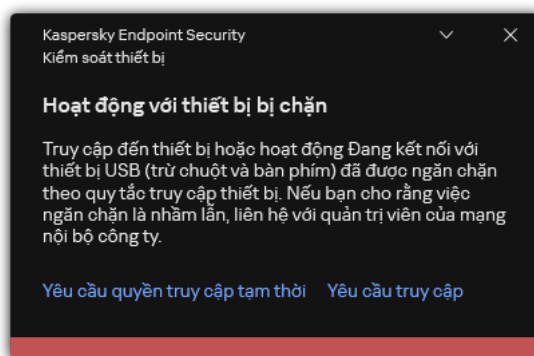 Kaspersky Endpoint Security
Kiểm soát thiết bị
Hoạt động với thiết bị bị chặn
Truy cập đến thiết bị hoặc hoạt động Đang kết nối với
thiết bị USB (trừ chuột và bàn phím) đã được ngăn chặn
theo quy tắc truy cập thiết bị. Nếu bạn cho rằng việc
ngăn chặn là nhầm lẫn, liên hệ với quản trị viên của mạng
nội bộ công ty.
Yêu cầu quyền truy cập tạm thời Yêu cầu truy cập